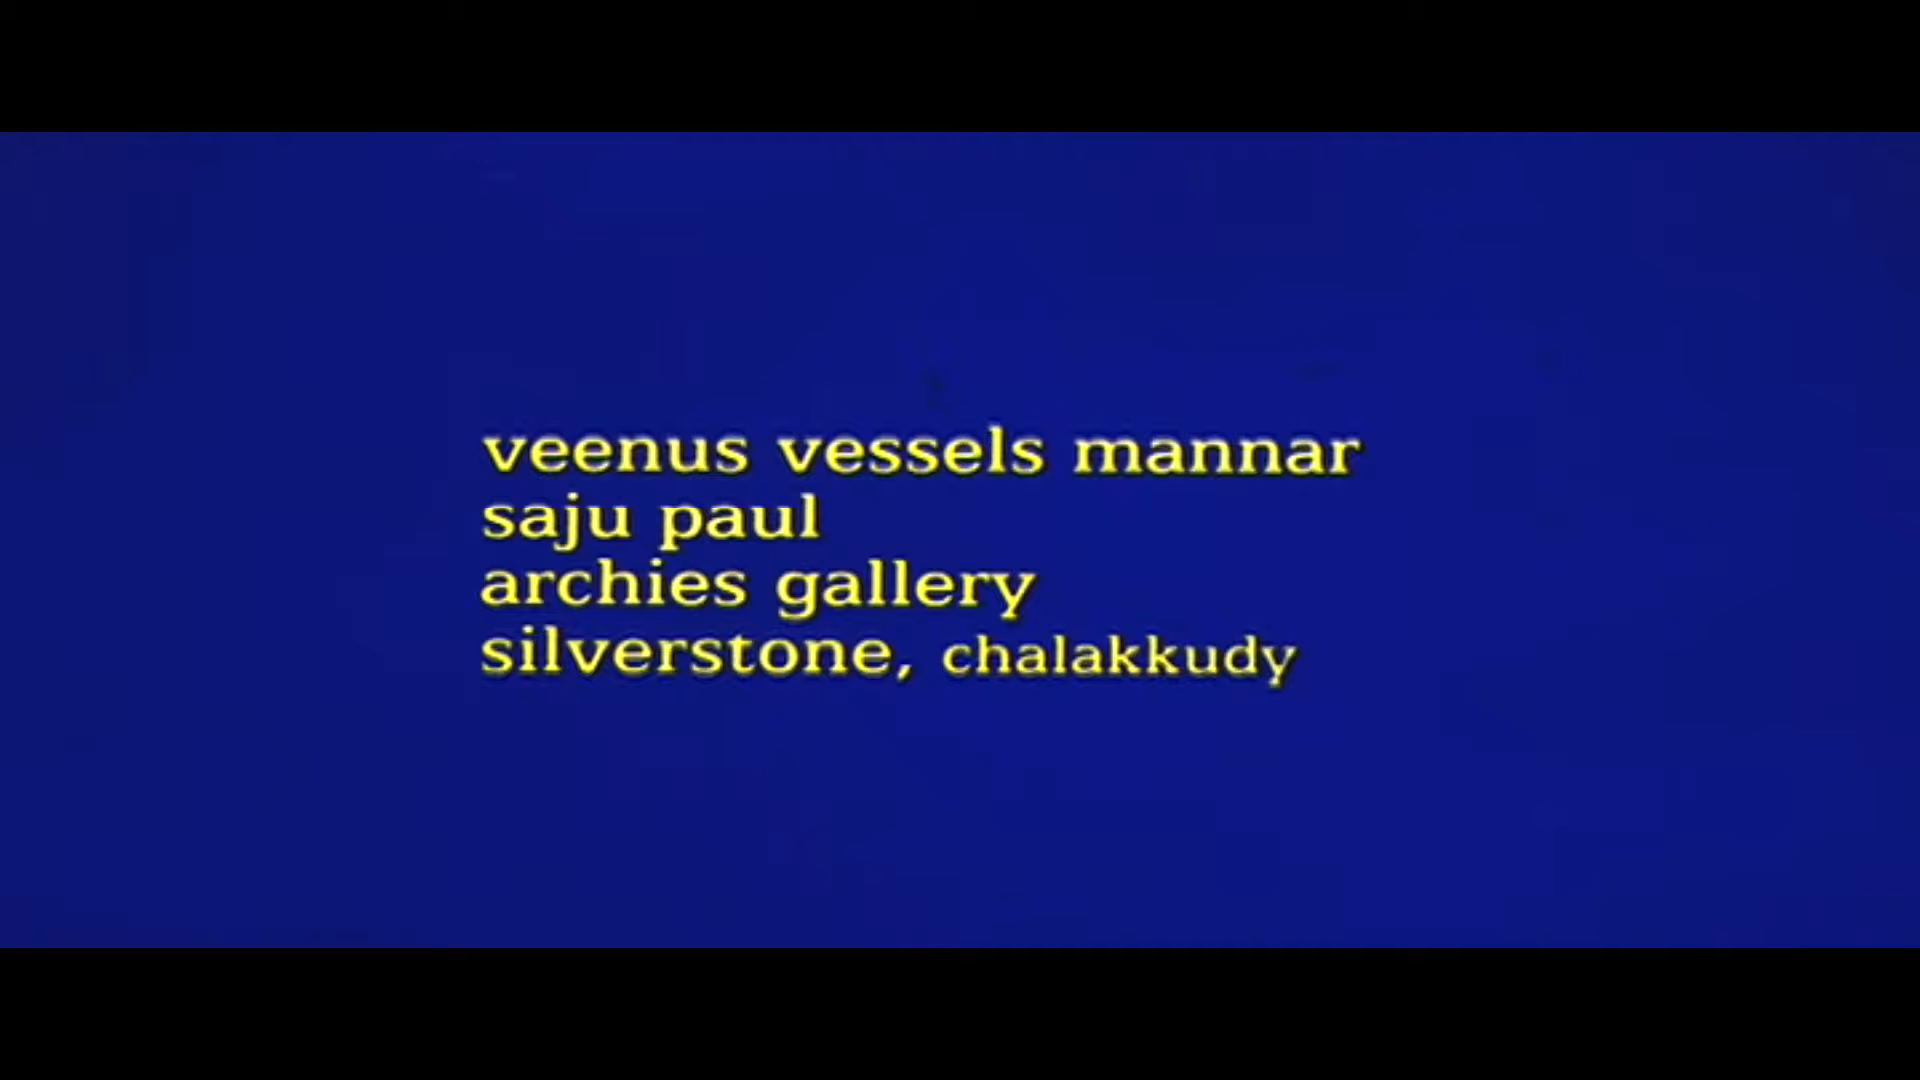 veenus vessels mannar
saju paul
archies gallery
silverstone, chalakkudy